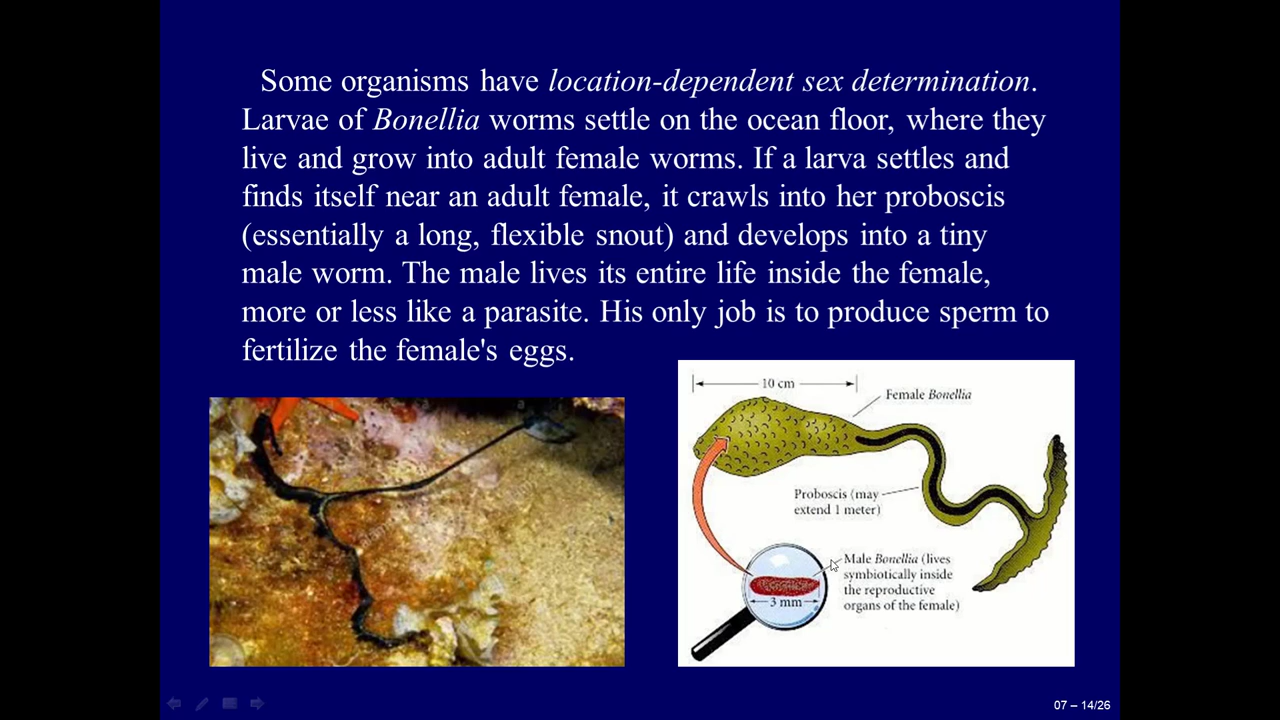 Some organisms have location-dependent sex determination.
Larvae of Bonellia worms settle on the ocean floor, where they
live and grow into adult female worms. If a larva settles and
finds itself near an adult female, it crawls into her proboscis
(essentially a long, flexible snout) and develops into a tiny
male worm. The male lives its entire life inside the female,
more or less like a parasite. His only job is to produce sperm to
fertilize the female's eggs.
10 cm
Female Bonellia
Proboscis (may
extend 1 meter)
Male Bonellia (lives
symbiotically inside
the reproductive
organs of the female)
3 mm
07 – 14/26